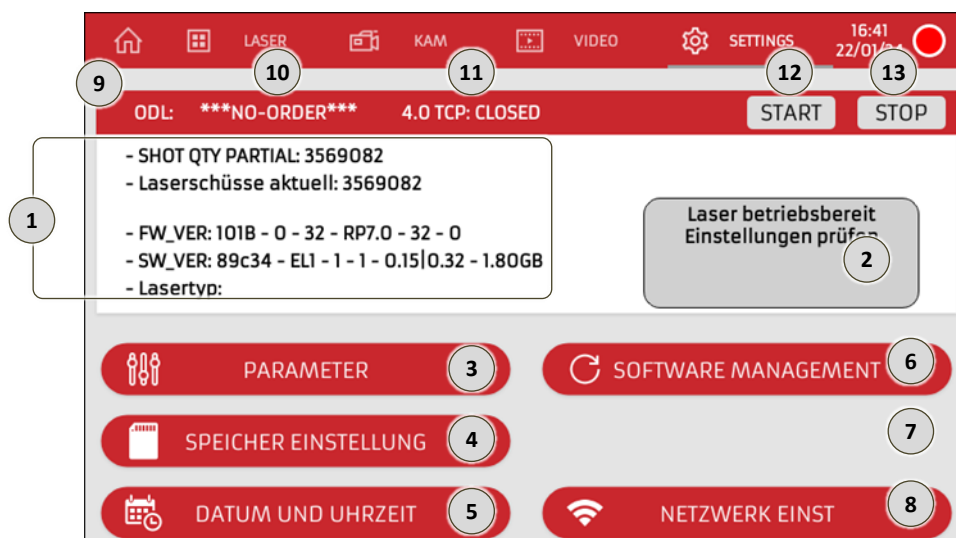 LASER KAM VIDEO SETTINGS 16:41
22/01/24
9 10 11 12 13
ODL: ***NO-ORDER*** 4.0 TCP: CLOSED START STOP
1
- SHOT QTY PARTIAL: 3569082
- Laserschüsse aktuell: 3569082
- FW_VER: 101B - 0 - 32 - RP7.0 - 32 - 0
- SW_VER: 89c34 - EL1 - 1 - 1 - 0.15|0.32 - 1.80GB
- Lasertyp:
Laser betriebsbereit
Einstellungen prüfen
2
PARAMETER 3 SOFTWARE MANAGEMENT 6
SPEICHER EINSTELLUNG 4 7
DATUM UND UHRZEIT 5 NETZWERK EINST 8